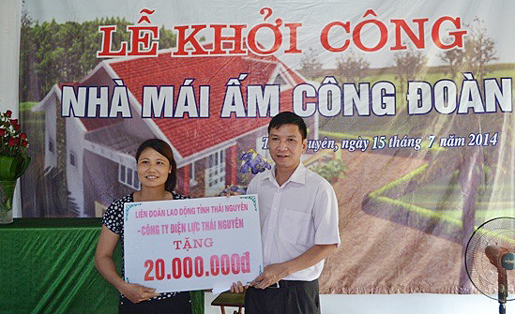 LỄ KHỞI CÔNG
NHÀ MÁI ẤM CÔNG ĐOÀN
Nguyên, ngày 15 tháng 7 năm 2014
LIÊN ĐOÀN LAO ĐỘNG TỈNH THÁI NGUYÊN
-CÔNG TY ĐIỆN LỰC THÁI NGUYÊN
TẶNG
20.000.000đ